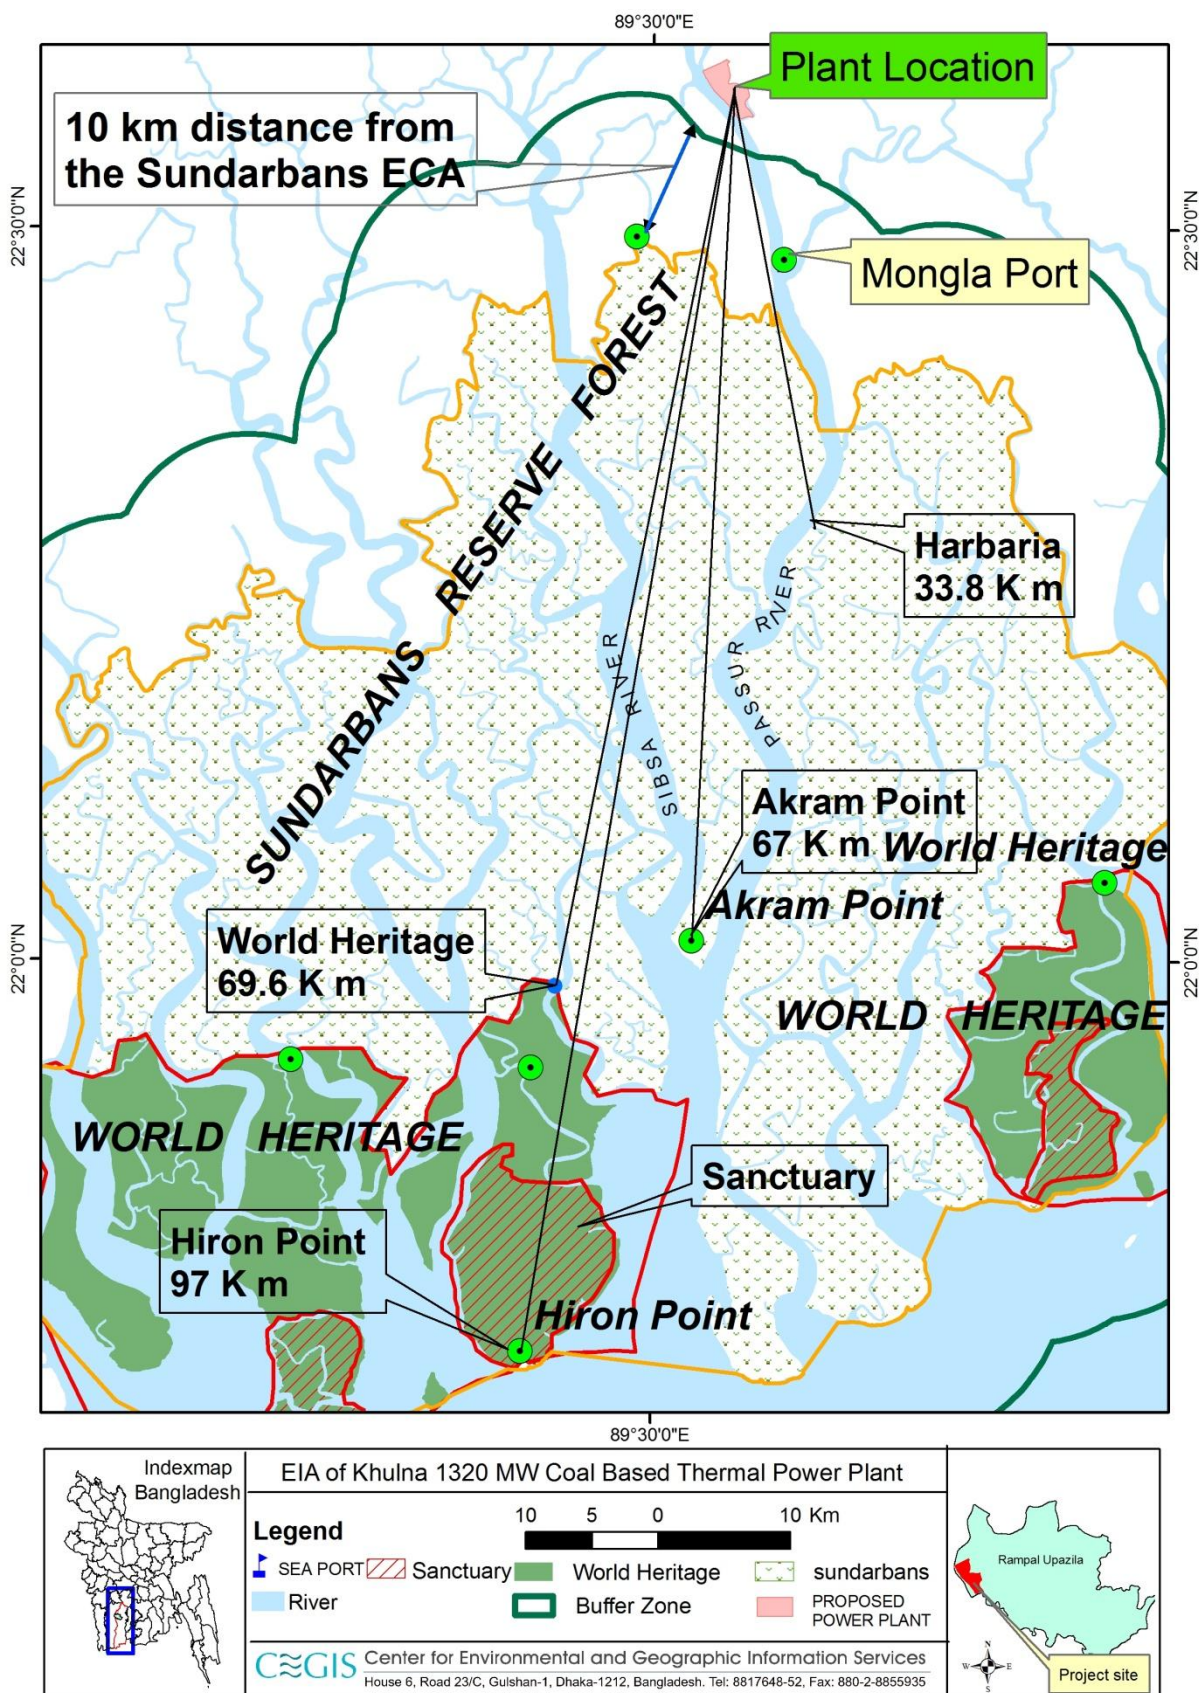 89°30'0"E
Plant Location
10 km distance from
the Sundarbans ECA
22°30'0"N
22°30'0"N
Mongla Port
SUNDARBANS RESERVE FOREST
Harbaria
33.8 K m
SIBSA RIVER
PASSUR RIVER
Akram Point
67 K m
World Heritage
Akram Point
World Heritage
69.6 K m
22°0'0"N
22°0'0"N
WORLD HERITAGE
WORLD HERITAGE
Sanctuary
Hiron Point
97 K m
Hiron Point
89°30'0"E
Indexmap
Bangladesh
EIA of Khulna 1320 MW Coal Based Thermal Power Plant
10 5 0 10 Km
Legend
SEA PORT
Sanctuary
World Heritage
sundarbans
River
Buffer Zone
PROPOSED
POWER PLANT
CEGIS
Center for Environmental and Geographic Information Services
House 6, Road 23/C, Gulshan-1, Dhaka-1212, Bangladesh. Tel: 8817648-52, Fax: 880-2-8855935
Rampal Upazila
N
W E
S
Project site